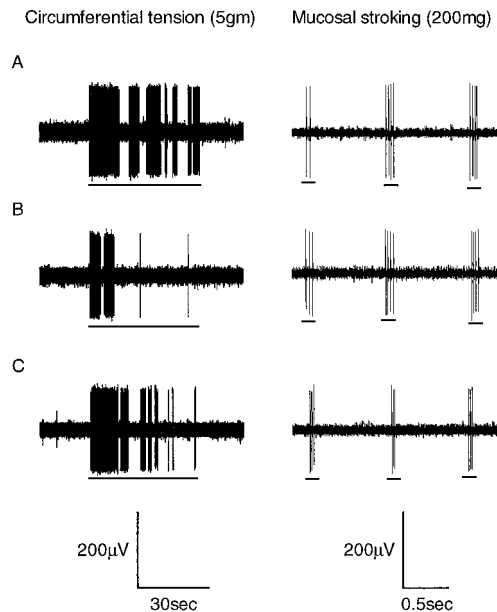 Circumferential tension (5gm)
Mucosal stroking (200mg)
A
B
C
200µV
30sec
200µV
0.5sec